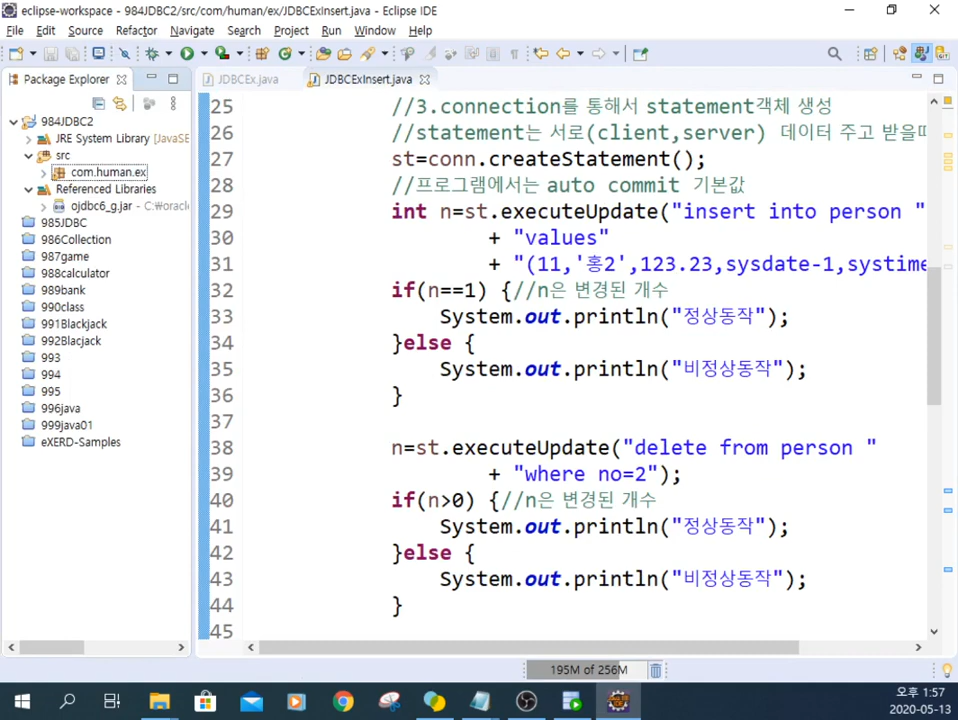 eclipse-workspace - 984JDBC2/src/com/human/ex/JDBCExInsert.java - Eclipse IDE
File Edit Source Refactor Navigate Search Project Run Window Help
Package Explorer
JDBCEx.java
JDBCExInsert.java
984JDBC2
JRE System Library [JavaSE
src
com.human.ex
Referenced Libraries
ojdbc6_g.jar - C:￦oracle
985JDBC
986Collection
987game
988calculator
989bank
990class
991Blackjack
992Blacjack
993
994
995
996java
999java01
eXERD-Samples
25 //3.connection를 통해서 statement객체 생성
26 //statement는 서로(client,server) 데이터 주고 받을때
27 st=conn.createStatement();
28 //프로그램에서는 auto commit 기본값
29 int n=st.executeUpdate("insert into person "
30 + "values"
31 + "(11,'홍2',123.23,sysdate-1,systime
32 if(n==1) {//n은 변경된 개수
33 System.out.println("정상동작");
34 }else {
35 System.out.println("비정상동작");
36 }
37
38 n=st.executeUpdate("delete from person "
39 + "where no=2");
40 if(n>0) {//n은 변경된 개수
41 System.out.println("정상동작");
42 }else {
43 System.out.println("비정상동작");
44 }
45
195M of 256M
오후 1:57
2020-05-13